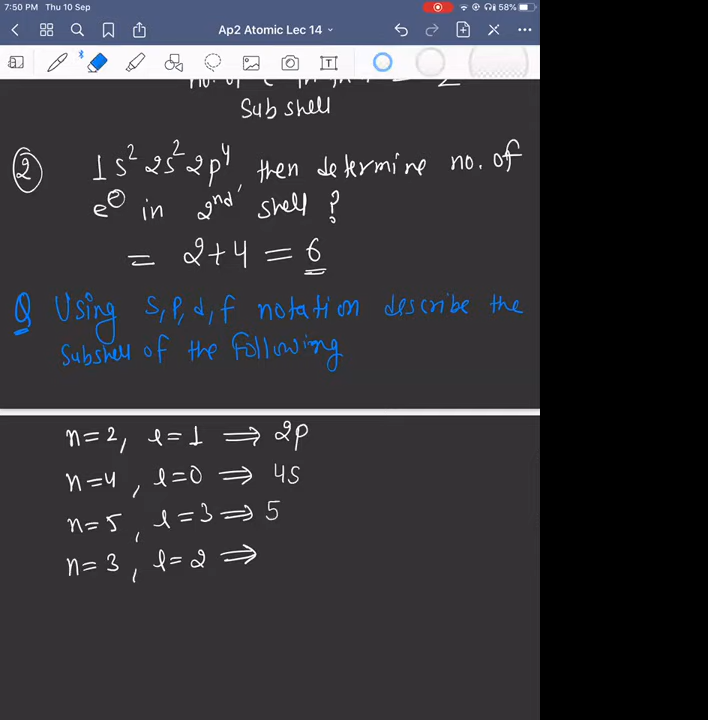 7:50 PM Thu 10 Sep
58%
Ap2 Atomic Lec 14
T
Subshell
2 1s² 2s² 2p⁴, then determine no. of
e⊖ in 2nd shell ?
= 2+4 = 6
Q Using s, p, d, f notation describe the
Subshell of the following
n=2, l=1 ⟹ 2p
n=4, l=0 ⟹ 4s
n=5, l=3 ⟹ 5
n=3, l=2 ⟹